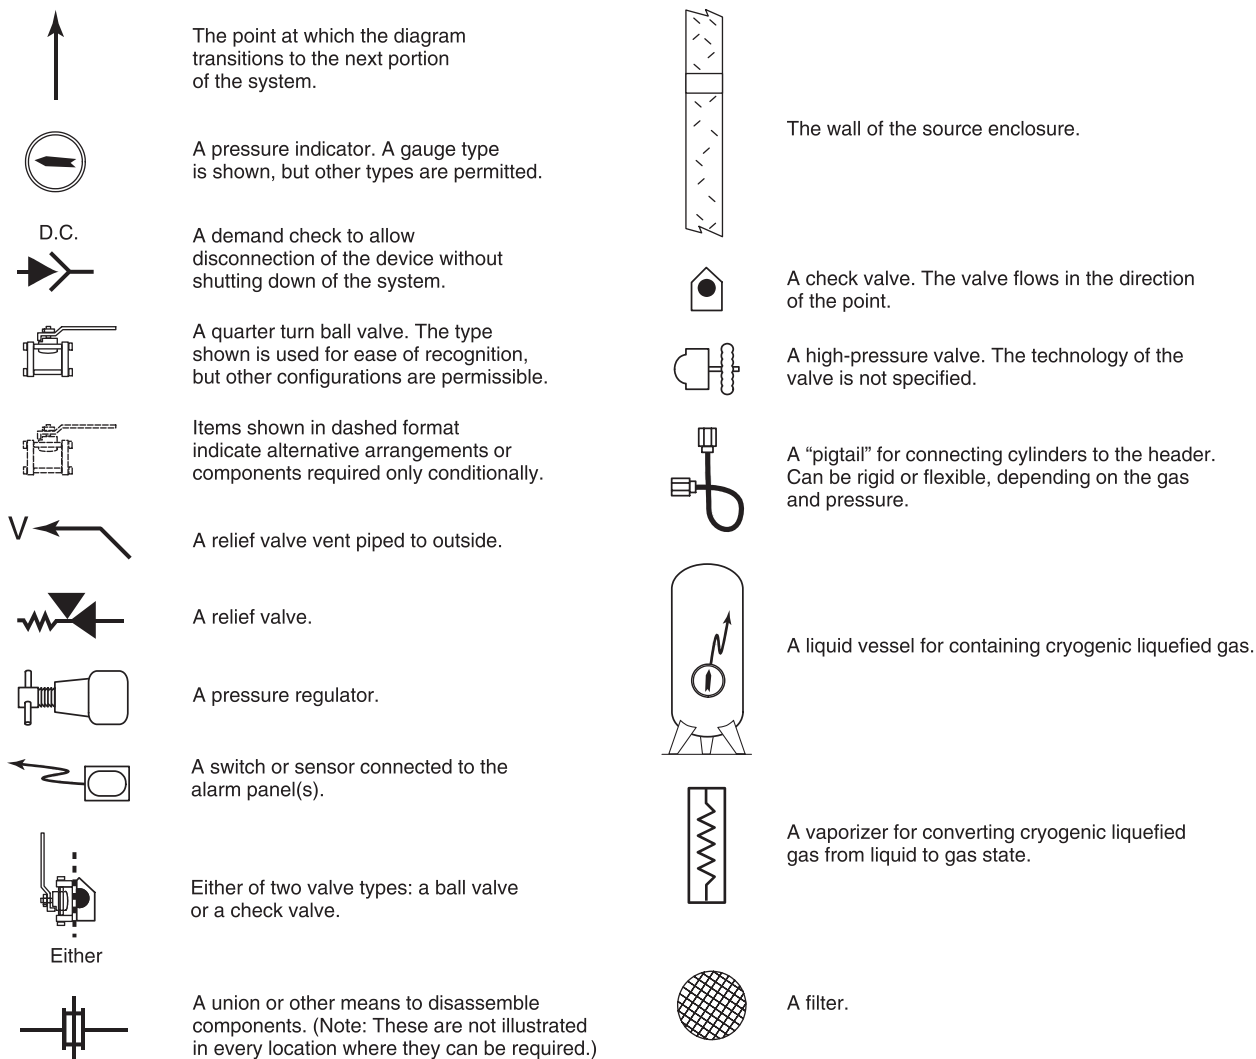 The point at which the diagram
transitions to the next portion
of the system.
A pressure indicator. A gauge type
is shown, but other types are permitted.
D.C.
A demand check to allow
disconnection of the device without
shutting down of the system.
A quarter turn ball valve. The type
shown is used for ease of recognition,
but other configurations are permissible.
Items shown in dashed format
indicate alternative arrangements or
components required only conditionally.
V
A relief valve vent piped to outside.
A relief valve.
A pressure regulator.
A switch or sensor connected to the
alarm panel(s).
Either of two valve types: a ball valve
or a check valve.
Either
A union or other means to disassemble
components. (Note: These are not illustrated
in every location where they can be required.)
The wall of the source enclosure.
A check valve. The valve flows in the direction
of the point.
A high-pressure valve. The technology of the
valve is not specified.
A “pigtail” for connecting cylinders to the header.
Can be rigid or flexible, depending on the gas
and pressure.
A liquid vessel for containing cryogenic liquefied gas.
A vaporizer for converting cryogenic liquefied
gas from liquid to gas state.
A filter.